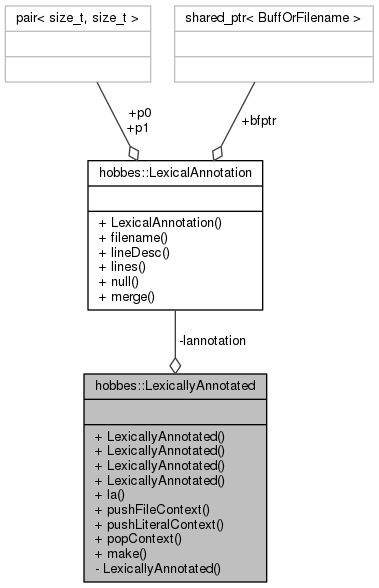 pair< size_t, size_t >
shared_ptr< BuffOrFilename >
+p0
+p1
+bfptr
hobbes::LexicalAnnotation
+ LexicalAnnotation()
+ filename()
+ lineDesc()
+ lines()
+ null()
+ merge()
-lannotation
hobbes::LexicallyAnnotated
+ LexicallyAnnotated()
+ LexicallyAnnotated()
+ LexicallyAnnotated()
+ LexicallyAnnotated()
+ la()
+ pushFileContext()
+ pushLiteralContext()
+ popContext()
+ make()
- LexicallyAnnotated()